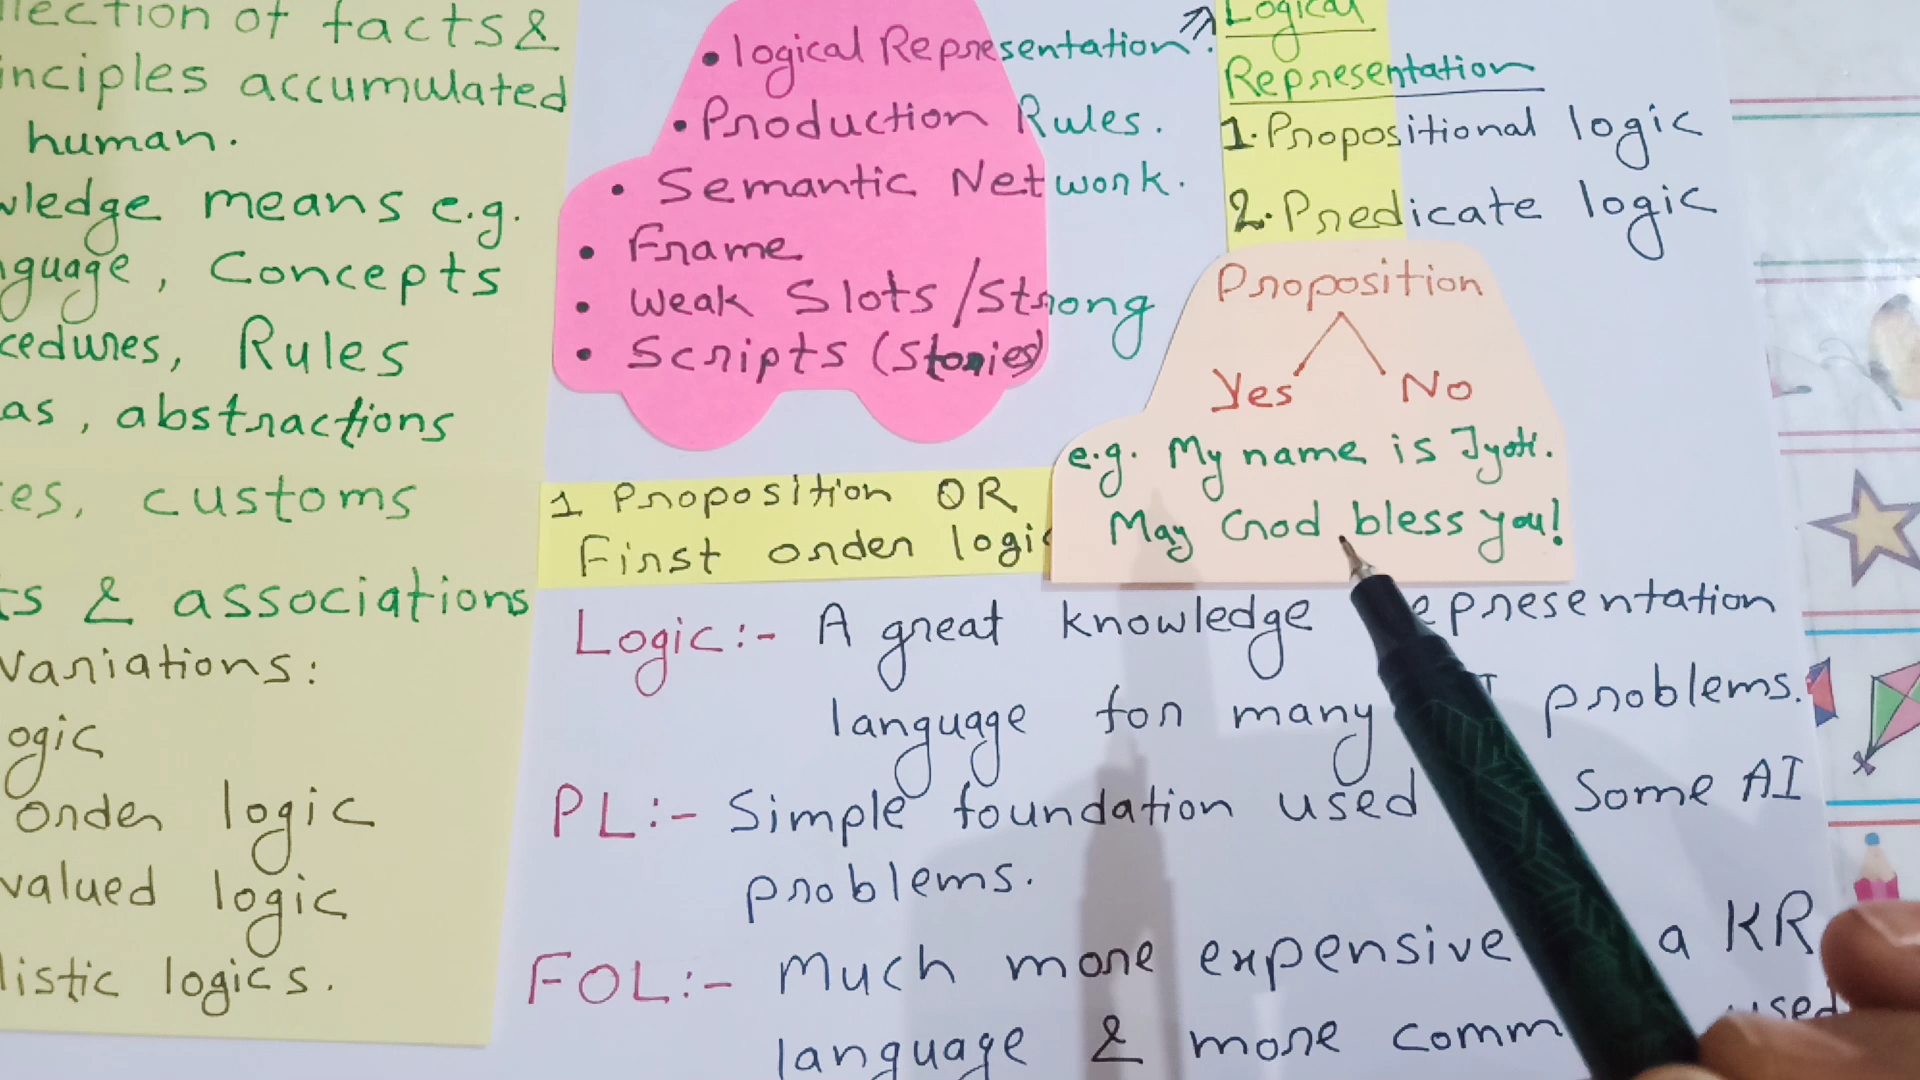 lection of facts &
inciples accumulated
human.
wledge means e.g.
nguage, Concepts
cedures, Rules
as, abstractions
es, customs
ts & associations
variations:
ogic
order logic
valued logic
listic logics.
• logical Representation.
• Production Rules.
• Semantic Network.
• Frame
• Weak Slots/Strong
• Scripts (Stories)
Logical
Representation
1. Propositional logic
2. Predicate logic
Proposition
Yes No
e.g. My name is Jyoti.
May God bless you!
1 Proposition OR
First order logic
Logic:- A great knowledge representation
language for many problems.
PL:- Simple foundation used Some AI
problems.
FOL:- Much more expensive a KR
language & more comm used